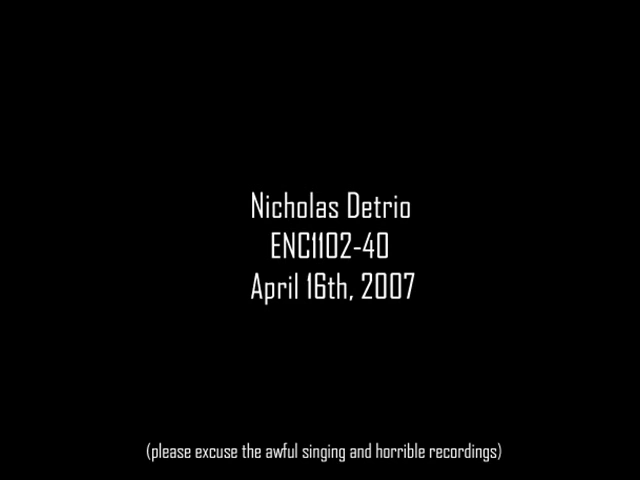 Nicholas Detrio
ENC1102-40
April 16th, 2007
(please excuse the awful singing and horrible recordings)